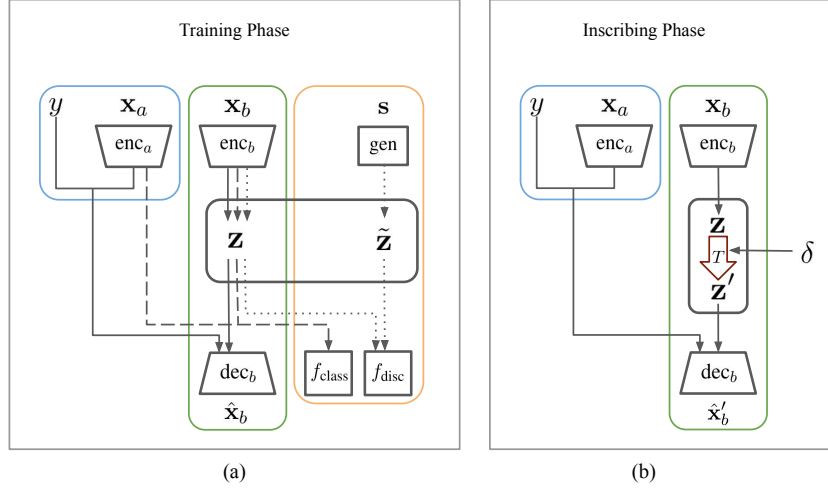 Training Phase
y x_a x_b s
enc_a enc_b gen
z z̃
f_class f_disc
dec_b
x̂_b
(a)
Inscribing Phase
y x_a x_b
enc_a enc_b
z
T δ
z′
dec_b
x̂′_b
(b)